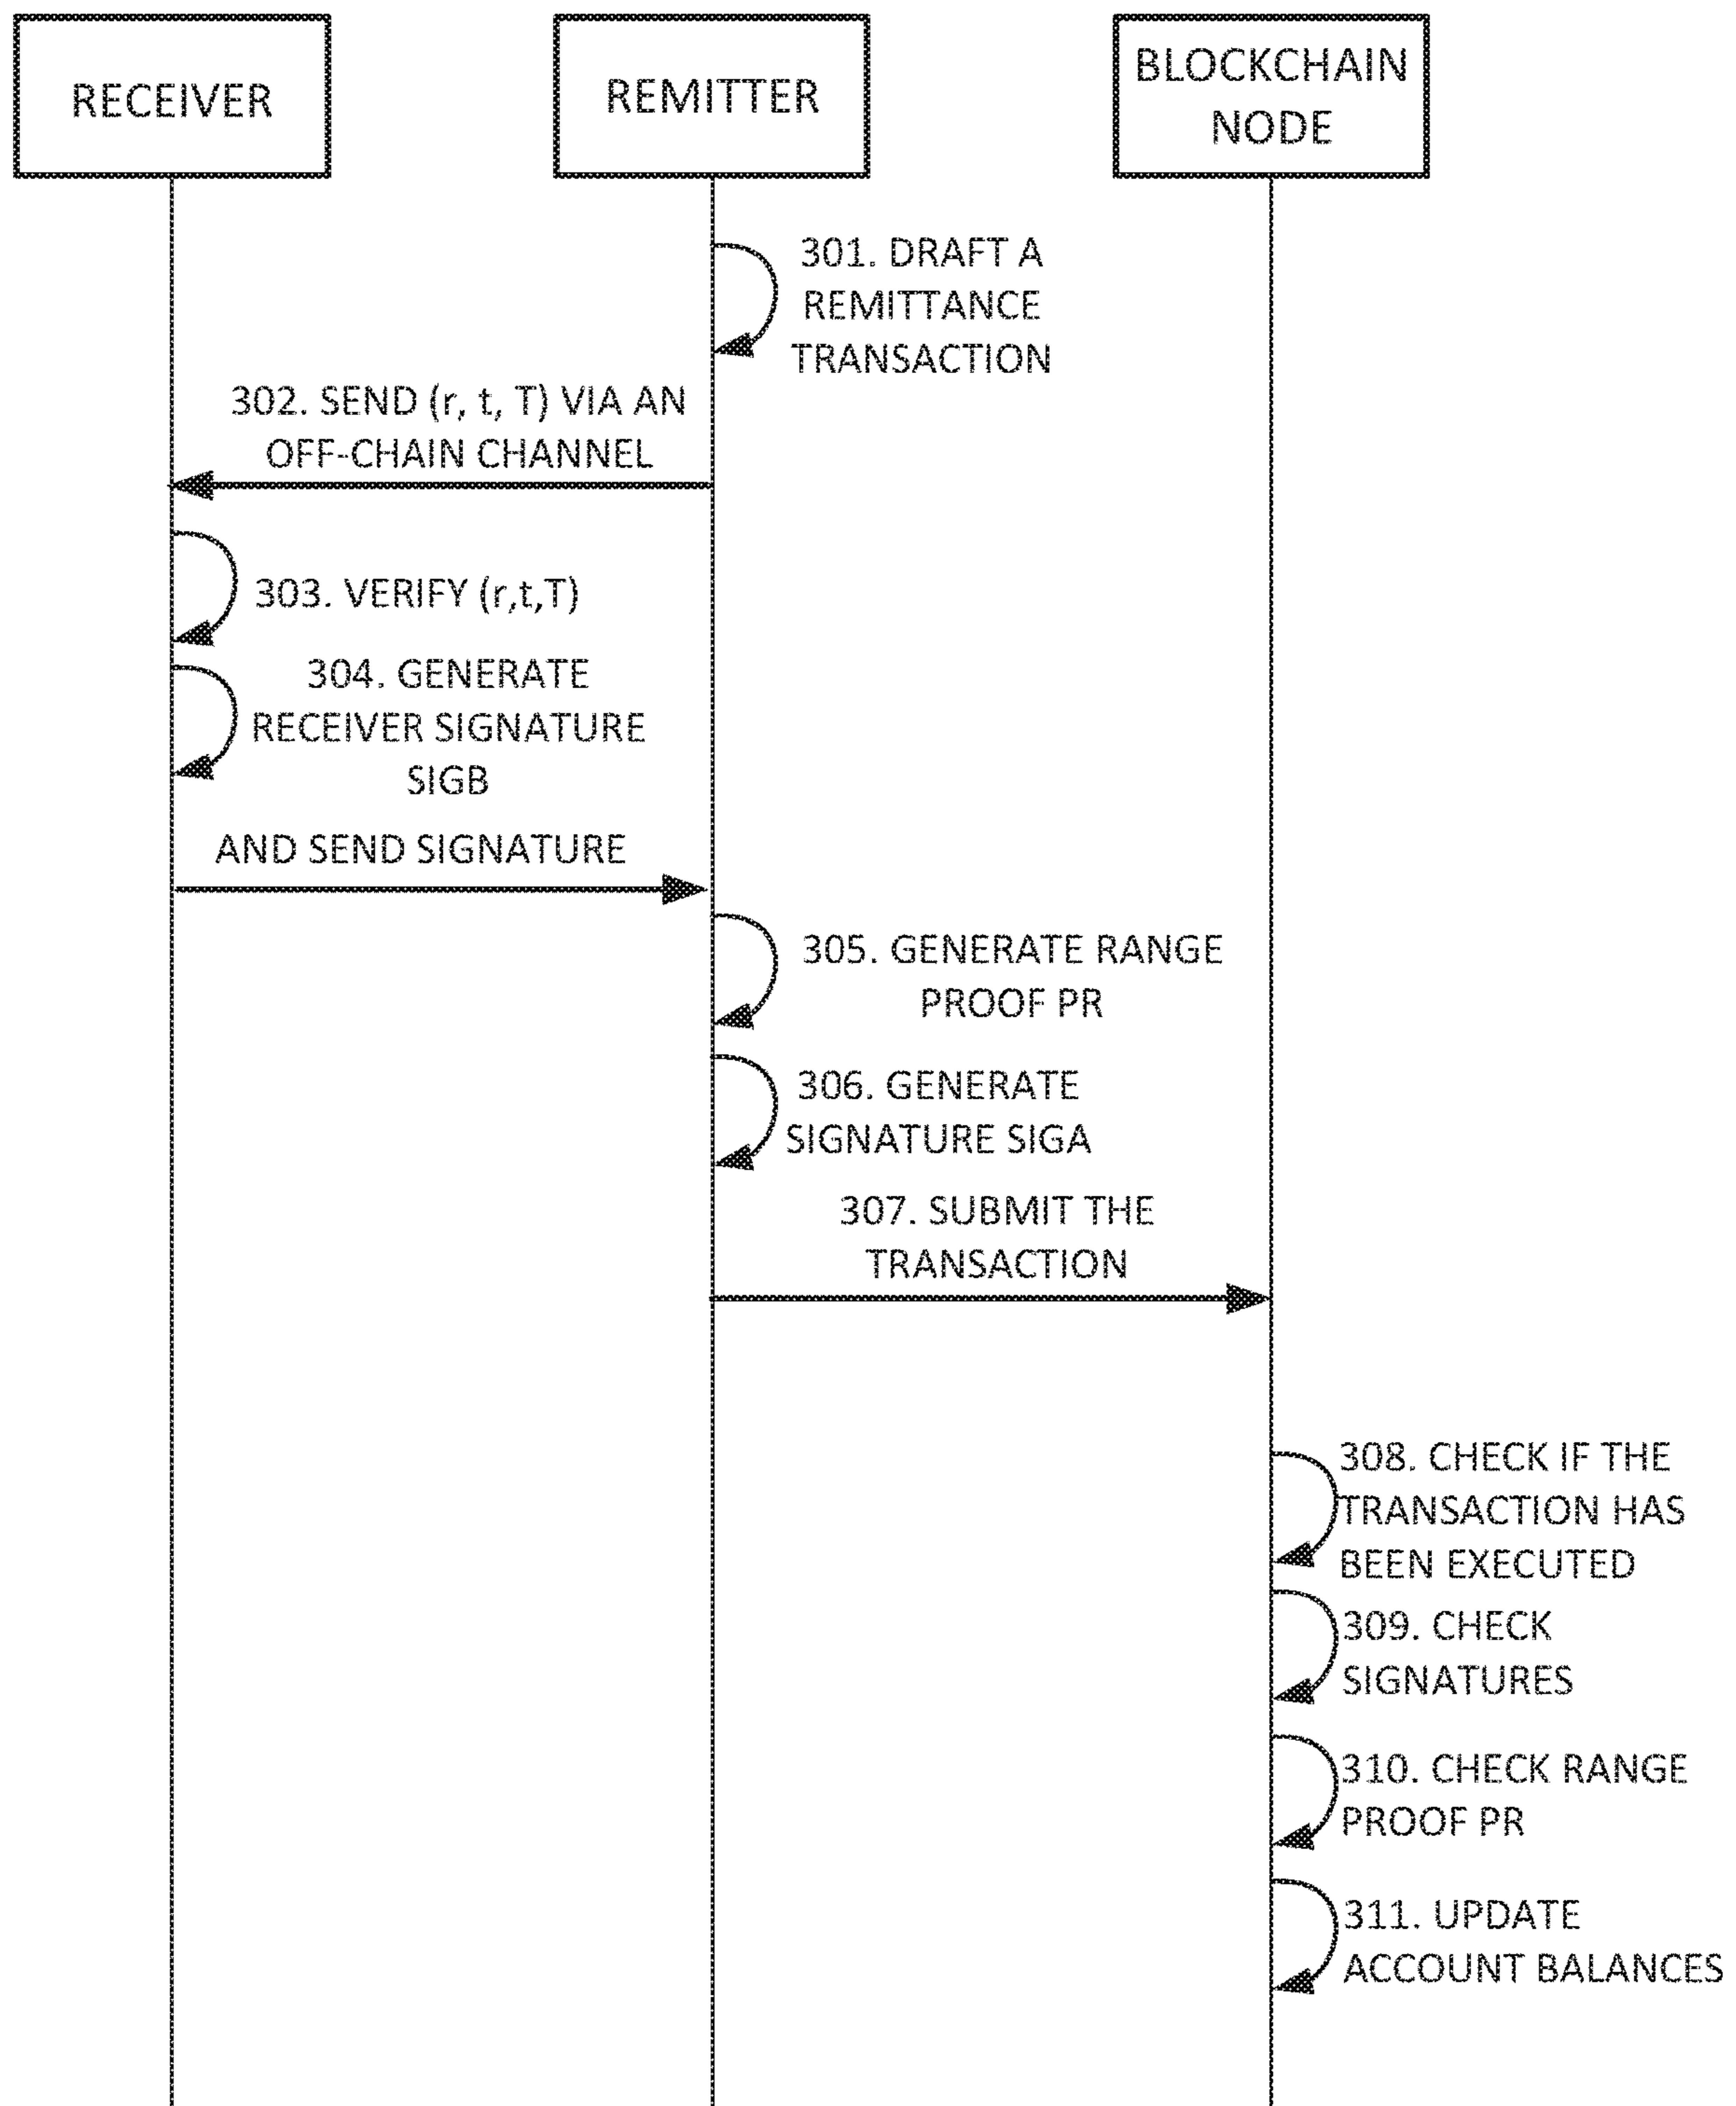 RECEIVER
REMITTER
BLOCKCHAIN
NODE
301. DRAFT A
REMITTANCE
TRANSACTION
302. SEND (r, t, T) VIA AN
OFF-CHAIN CHANNEL
303. VERIFY (r,t,T)
304. GENERATE
RECEIVER SIGNATURE
SIGB
AND SEND SIGNATURE
305. GENERATE RANGE
PROOF PR
306. GENERATE
SIGNATURE SIGA
307. SUBMIT THE
TRANSACTION
308. CHECK IF THE
TRANSACTION HAS
BEEN EXECUTED
309. CHECK
SIGNATURES
310. CHECK RANGE
PROOF PR
311. UPDATE
ACCOUNT BALANCES